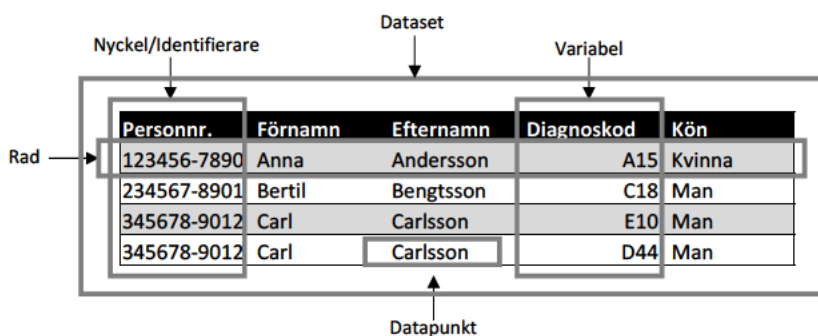 Dataset
Nyckel/Identifierare
Variabel
Personnr. Förnamn Efternamn Diagnoskod Kön
Rad 123456-7890 Anna Andersson A15 Kvinna
234567-8901 Bertil Bengtsson C18 Man
345678-9012 Carl Carlsson E10 Man
345678-9012 Carl Carlsson D44 Man
Datapunkt